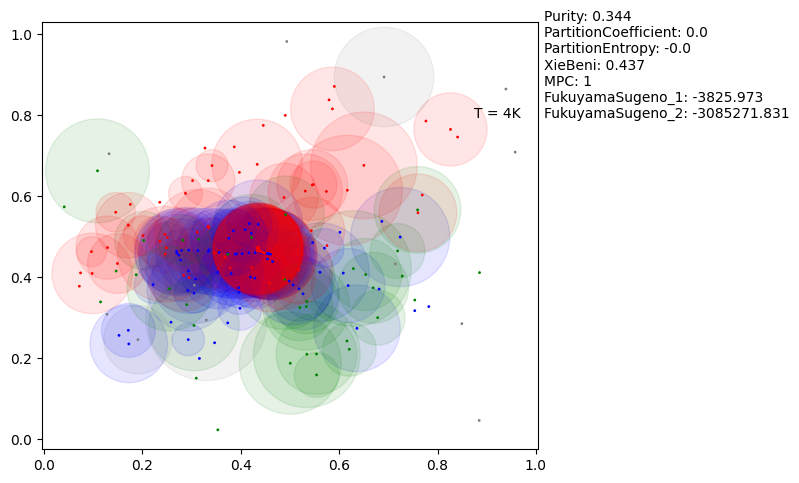 Purity: 0.344
PartitionCoefficient: 0.0
PartitionEntropy: -0.0
XieBeni: 0.437
MPC: 1
FukuyamaSugeno_1: -3825.973
FukuyamaSugeno_2: -3085271.831
T = 4K
1.0
0.8
0.6
0.4
0.2
0.0
0.0 0.2 0.4 0.6 0.8 1.0